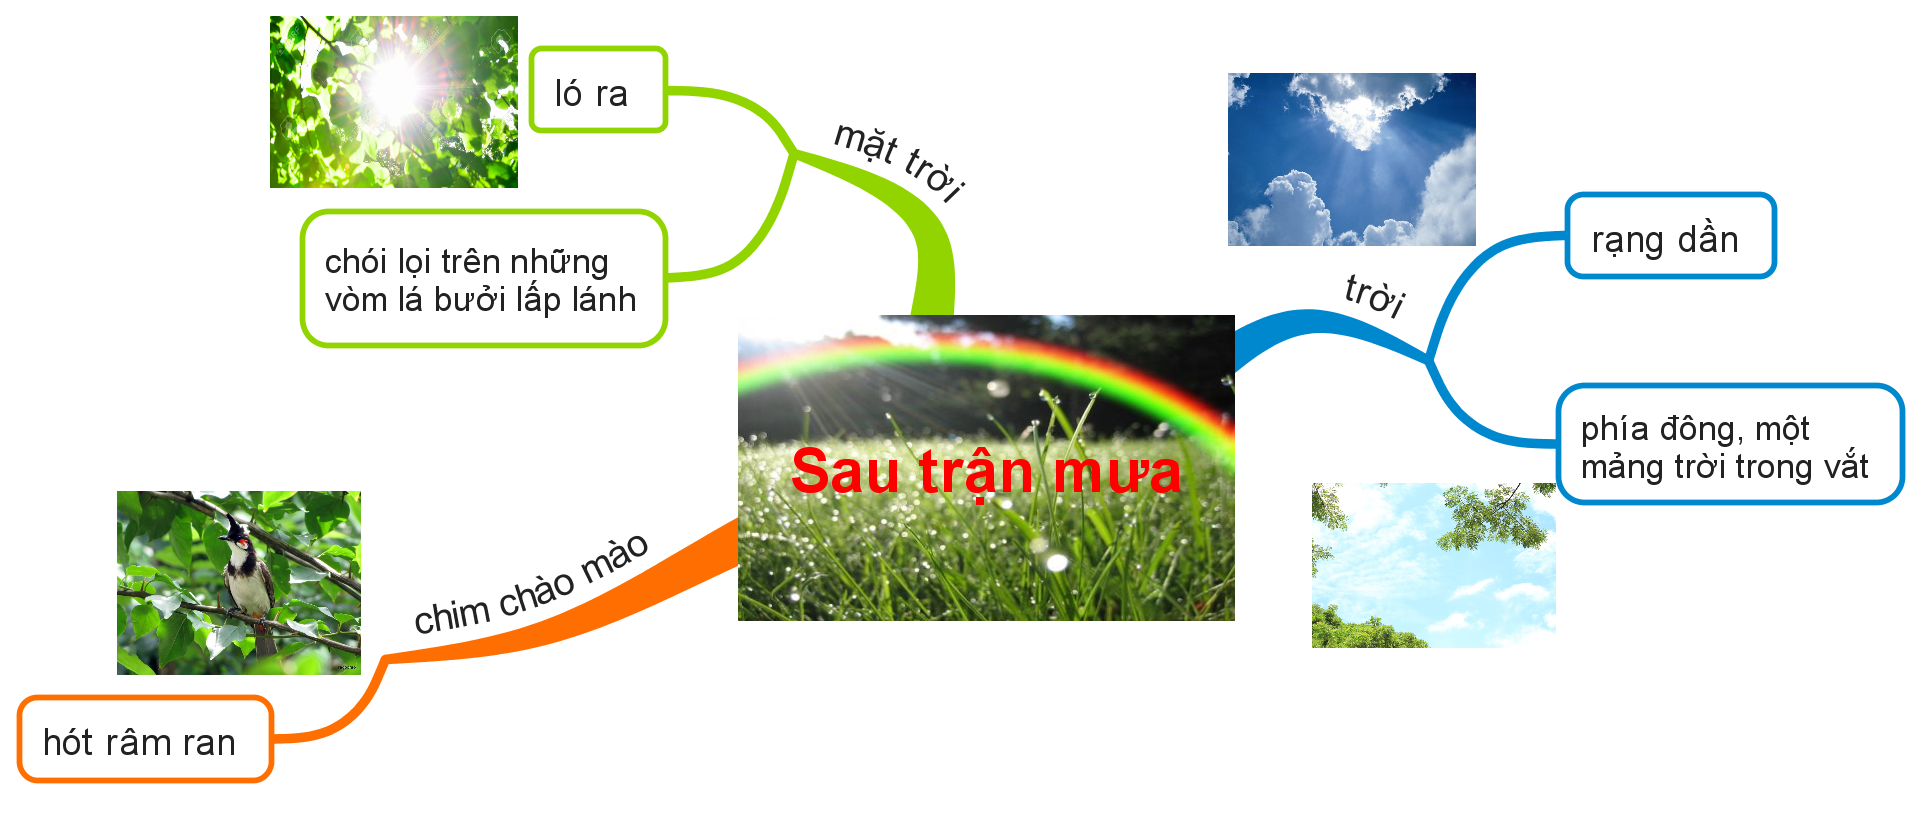 ló ra
mặt trời
chói lọi trên những
vòm lá bưởi lấp lánh
trời
rạng dần
phía đông, một
mảng trời trong vắt
Sau trận mưa
chim chào mào
hót râm ran